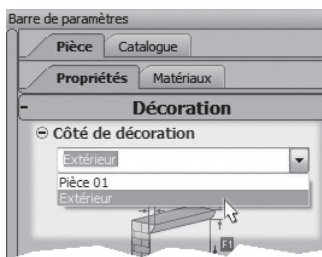 Barre de paramètres
Pièce Catalogue
Propriétés Matériaux
- Décoration
Côté de décoration
Extérieur
Pièce 01
Extérieur
F1